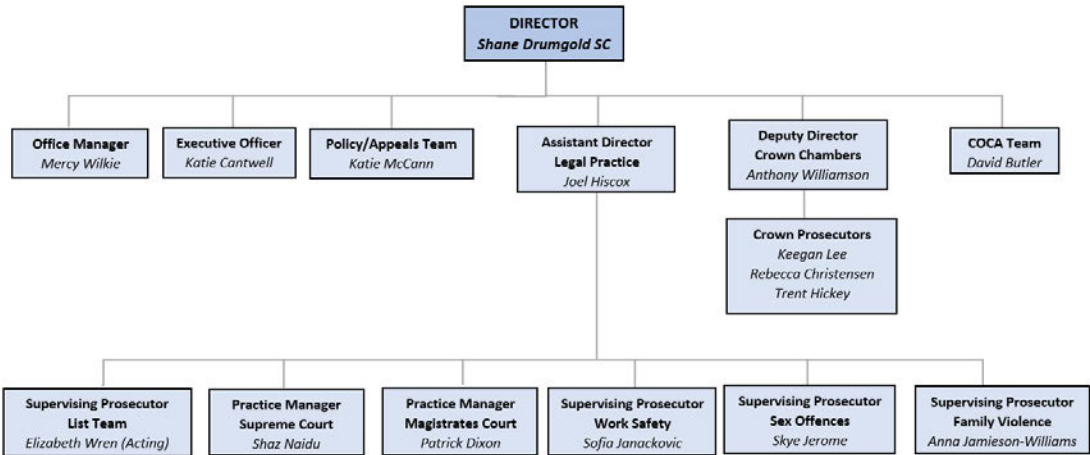 DIRECTOR
Shane Drumgold SC
Office Manager
Mercy Wilkie
Executive Officer
Katie Cantwell
Policy/Appeals Team
Katie McCann
Assistant Director
Legal Practice
Joel Hiscox
Deputy Director
Crown Chambers
Anthony Williamson
COCA Team
David Butler
Crown Prosecutors
Keegan Lee
Rebecca Christensen
Trent Hickey
Supervising Prosecutor
List Team
Elizabeth Wren (Acting)
Practice Manager
Supreme Court
Shaz Naidu
Practice Manager
Magistrates Court
Patrick Dixon
Supervising Prosecutor
Work Safety
Sofia Janackovic
Supervising Prosecutor
Sex Offences
Skye Jerome
Supervising Prosecutor
Family Violence
Anna Jamieson-Williams